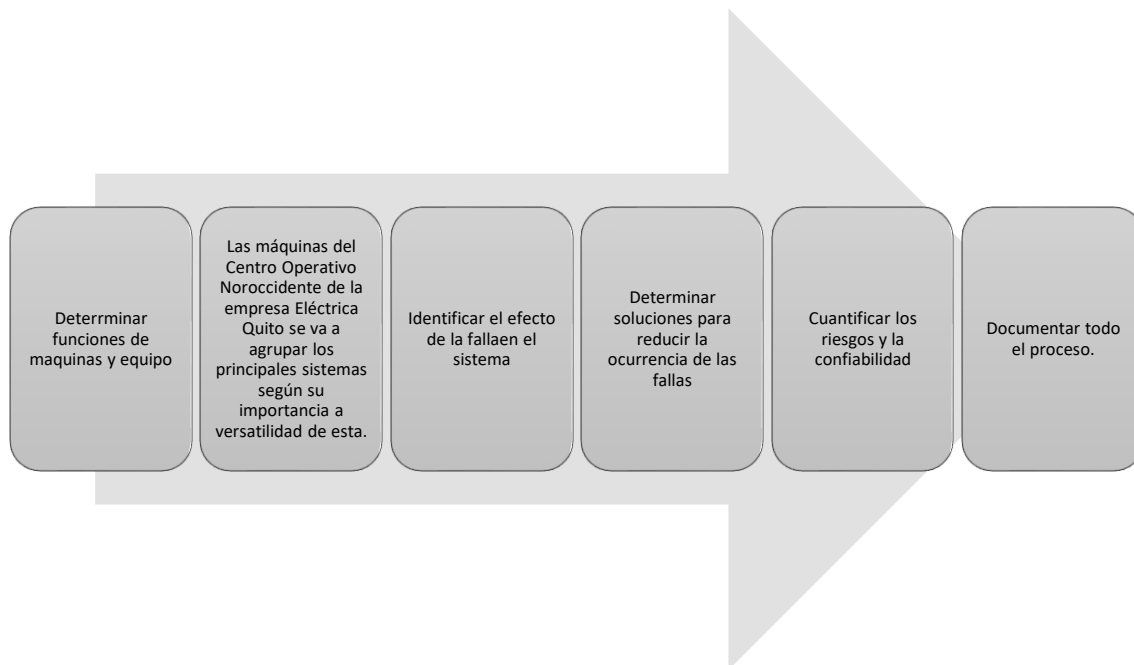 Deterrminar
funciones de
maquinas y equipo
Las máquinas del
Centro Operativo
Noroccidente de la
empresa Eléctrica
Quito se va a
agrupar los
principales sistemas
según su
importancia a
versatilidad de esta.
Identificar el efecto
de la fallaen el
sistema
Determinar
soluciones para
reducir la
ocurrencia de las
fallas
Cuantificar los
riesgos y la
confiabilidad
Documentar todo
el proceso.